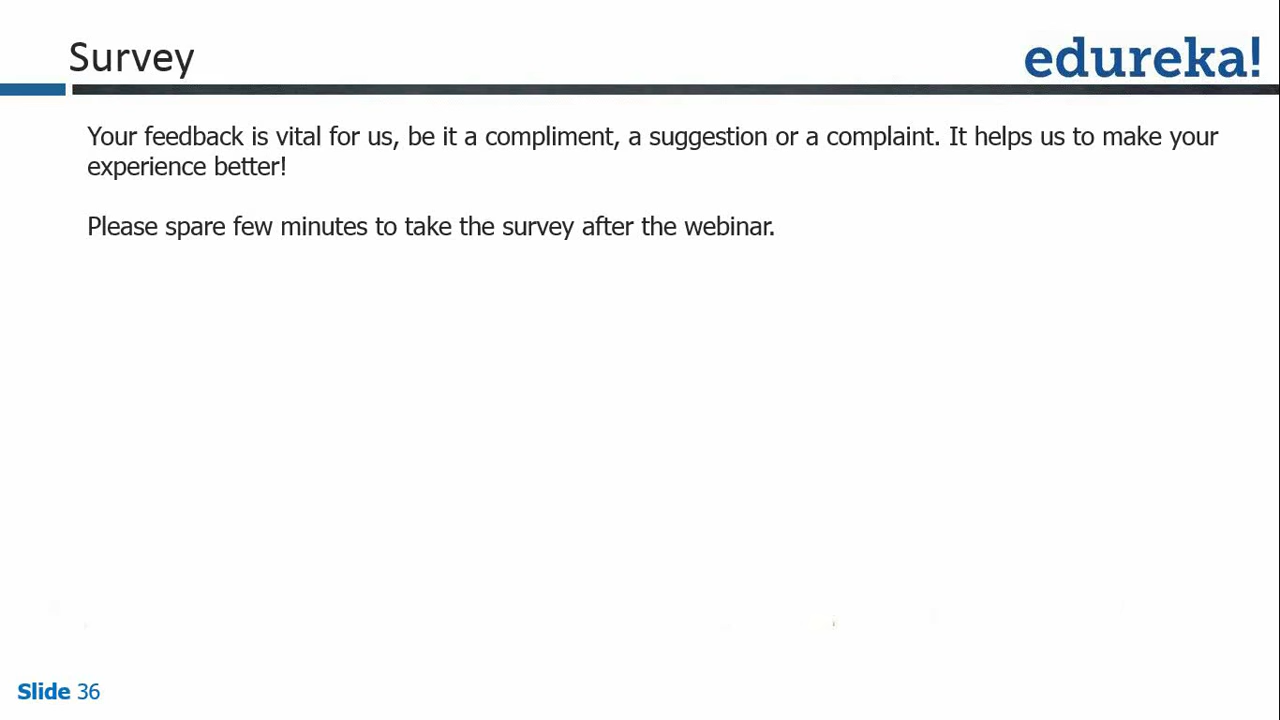 Survey
edureka!
Your feedback is vital for us, be it a compliment, a suggestion or a complaint. It helps us to make your
experience better!
Please spare few minutes to take the survey after the webinar.
Slide 36